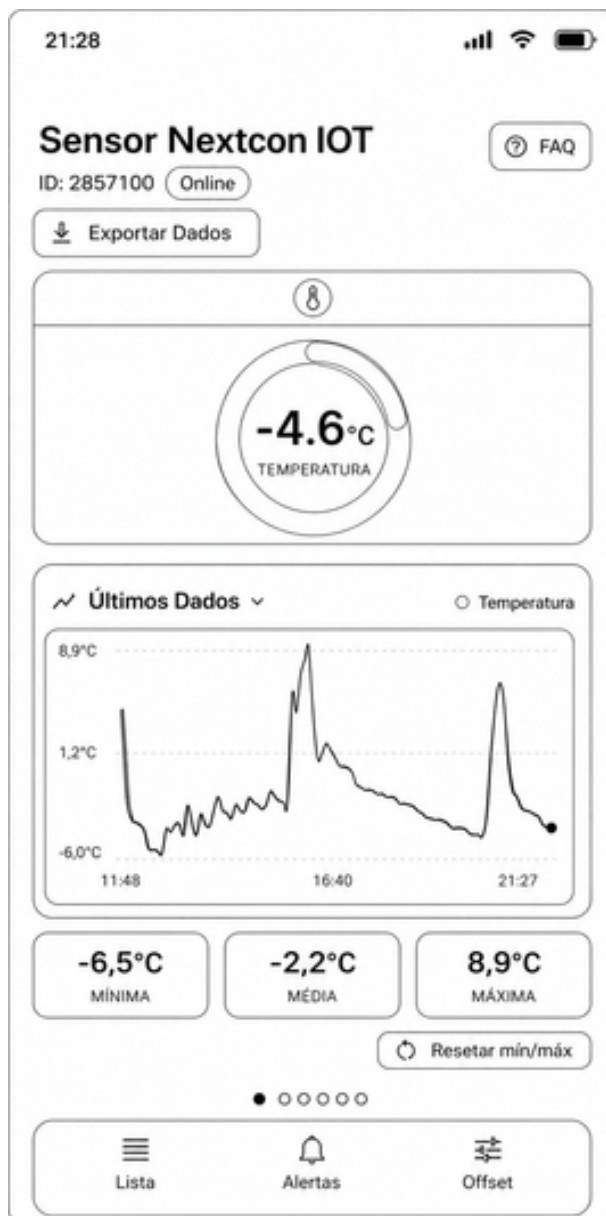 21:28
Sensor Nextcon IOT
FAQ
ID: 2857100 Online
Exportar Dados
-4.6°C
TEMPERATURA
Últimos Dados
Temperatura
8,9°C
1,2°C
-6,0°C
11:48 16:40 21:27
-6,5°C -2,2°C 8,9°C
MÍNIMA MÉDIA MÁXIMA
Resetar mín/máx
Lista Alertas Offset